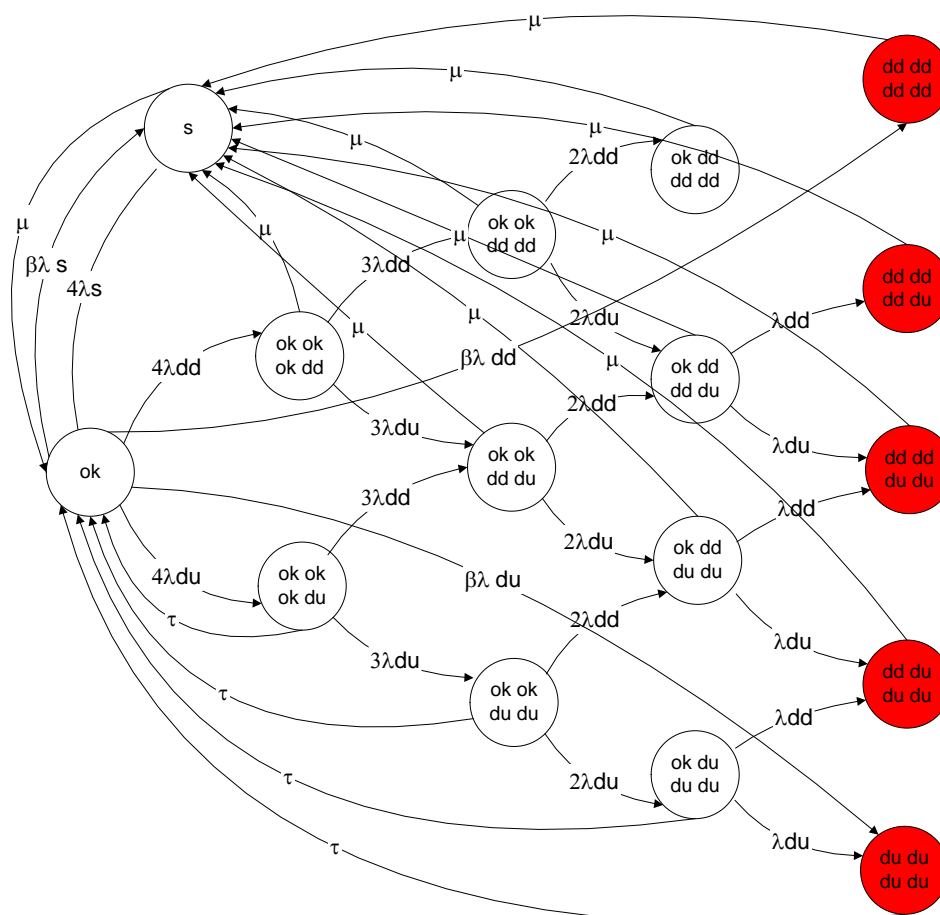 μ
dd dd
dd dd
μ
s
μ
μ
2λdd
ok dd
dd dd
μ
βλ s
4λs
μ
ok ok
dd dd
μ
μ
3λdd
dd dd
dd du
μ
μ
2λdu
λdd
ok ok
ok dd
4λdd
βλ dd
μ
ok dd
dd du
3λdu
2λdd
λdu
ok
ok ok
dd du
dd dd
du du
3λdd
λdd
2λdu
ok dd
du du
4λdu
ok ok
ok du
βλ du
τ
2λdd
λdu
3λdu
dd du
du du
τ
ok ok
du du
λdd
τ
2λdu
ok du
du du
λdu
τ
du du
du du